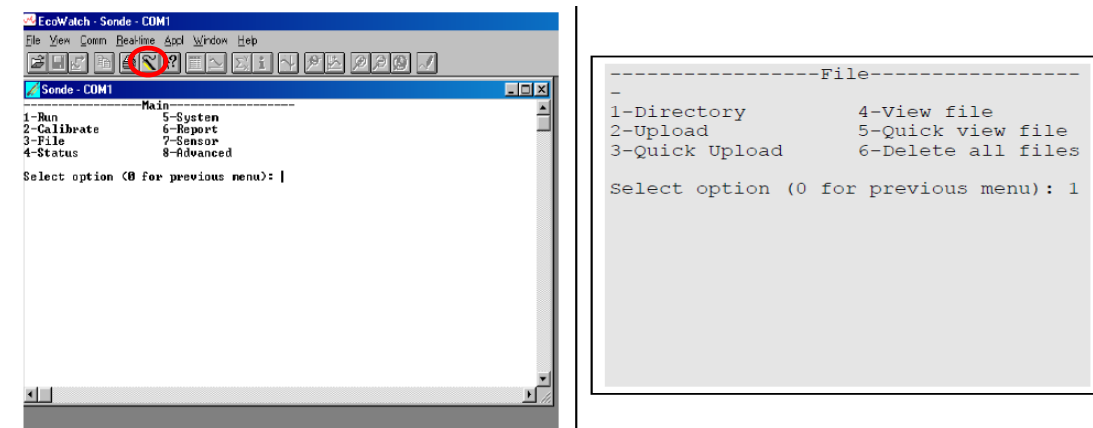 EcoWatch - Sonde - COM1
File View Comm Real-time Appl Window Help
Sonde - COM1
------------------Main-------------------
1-Run 5-System
2-Calibrate 6-Report
3-File 7-Sensor
4-Status 8-Advanced
Select option (0 for previous menu):
-----------------File-----------------
-
1-Directory 4-View file
2-Upload 5-Quick view file
3-Quick Upload 6-Delete all files
Select option (0 for previous menu): 1